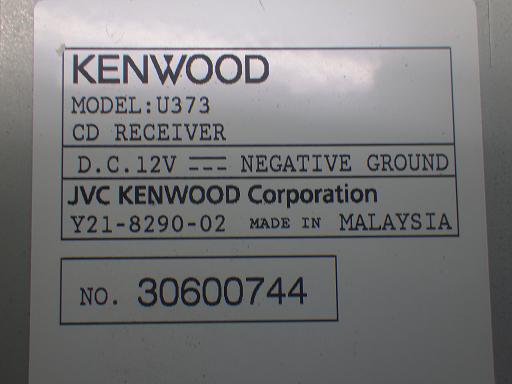 KENWOOD
MODEL:U373
CD RECEIVER
D.C.12V ⎓ NEGATIVE GROUND
JVC KENWOOD Corporation
Y21-8290-02 MADE IN MALAYSIA
NO. 30600744